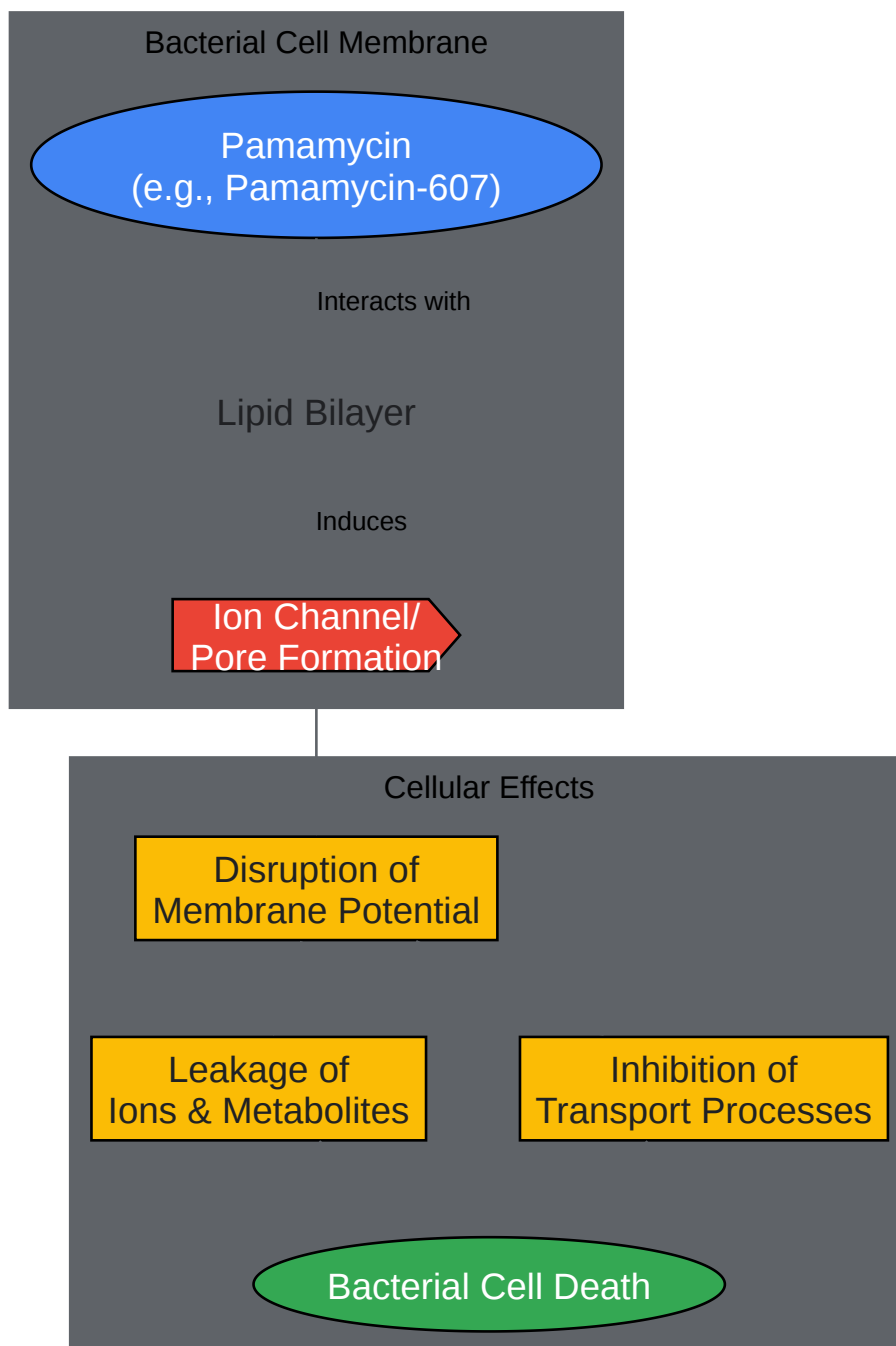 Bacterial Cell Membrane
Pamamycin
(e.g., Pamamycin-607)
Interacts with
Lipid Bilayer
Induces
Ion Channel/
Pore Formation
Cellular Effects
Disruption of
Membrane Potential
Leakage of
Ions & Metabolites
Inhibition of
Transport Processes
Bacterial Cell Death